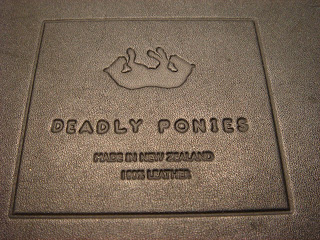 DEADLY PONIES
MADE IN NEW ZEALAND
100% LEATHER